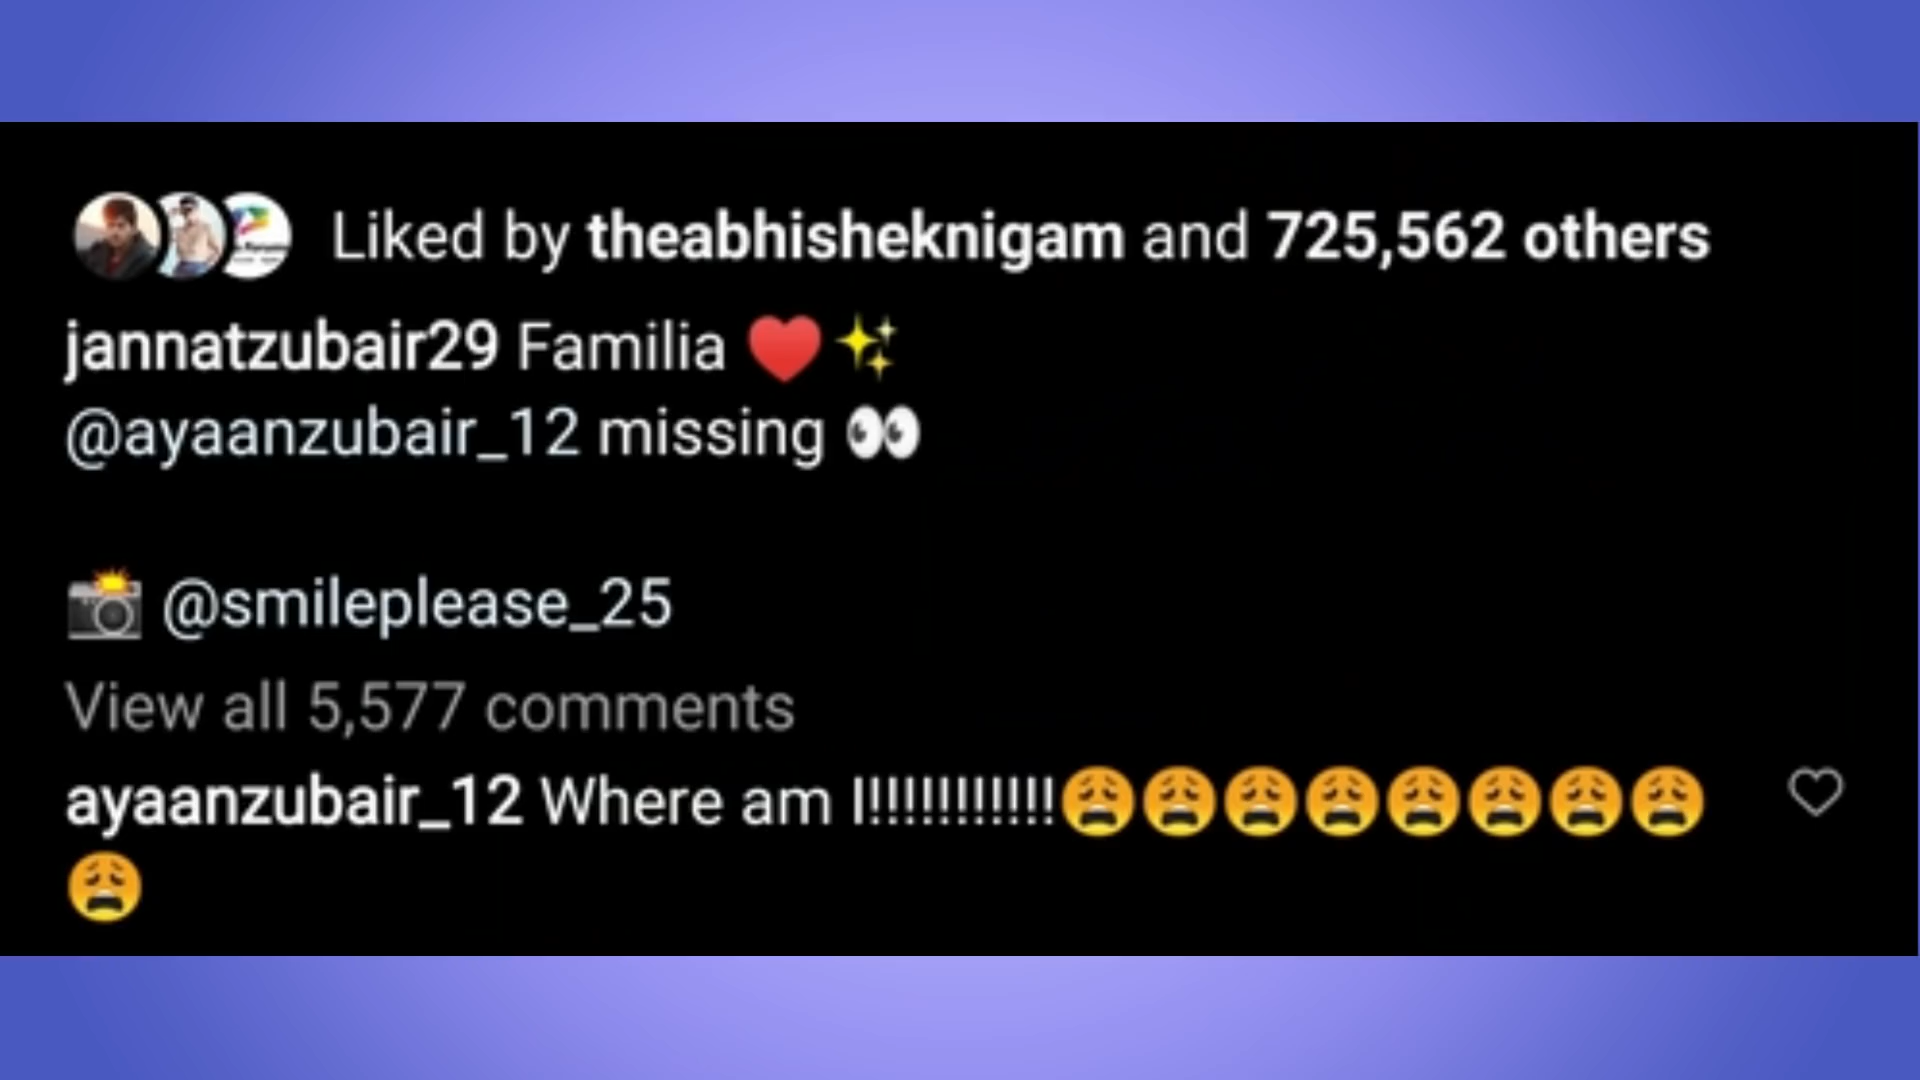 Liked by theabhisheknigam and 725,562 others
jannatzubair29 Familia ❤️✨
@ayaanzubair_12 missing 👀
📸 @smileplease_25
View all 5,577 comments
ayaanzubair_12 Where am I!!!!!!!!!!!!😩😩😩😩😩😩😩😩
😩